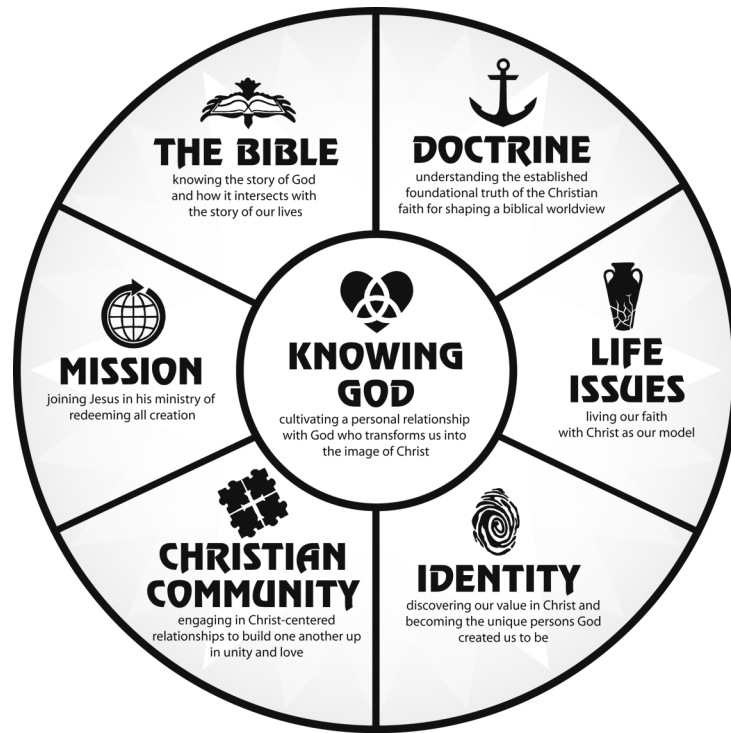 THE BIBLE
knowing the story of God
and how it intersects with
the story of our lives
DOCTRINE
understanding the established
foundational truth of the Christian
faith for shaping a biblical worldview
MISSION
joining Jesus in his ministry of
redeeming all creation
KNOWING
GOD
cultivating a personal relationship
with God who transforms us into
the image of Christ
LIFE
ISSUES
living our faith
with Christ as our model
CHRISTIAN
COMMUNITY
engaging in Christ-centered
relationships to build one another up
in unity and love
IDENTITY
discovering our value in Christ and
becoming the unique persons God
created us to be